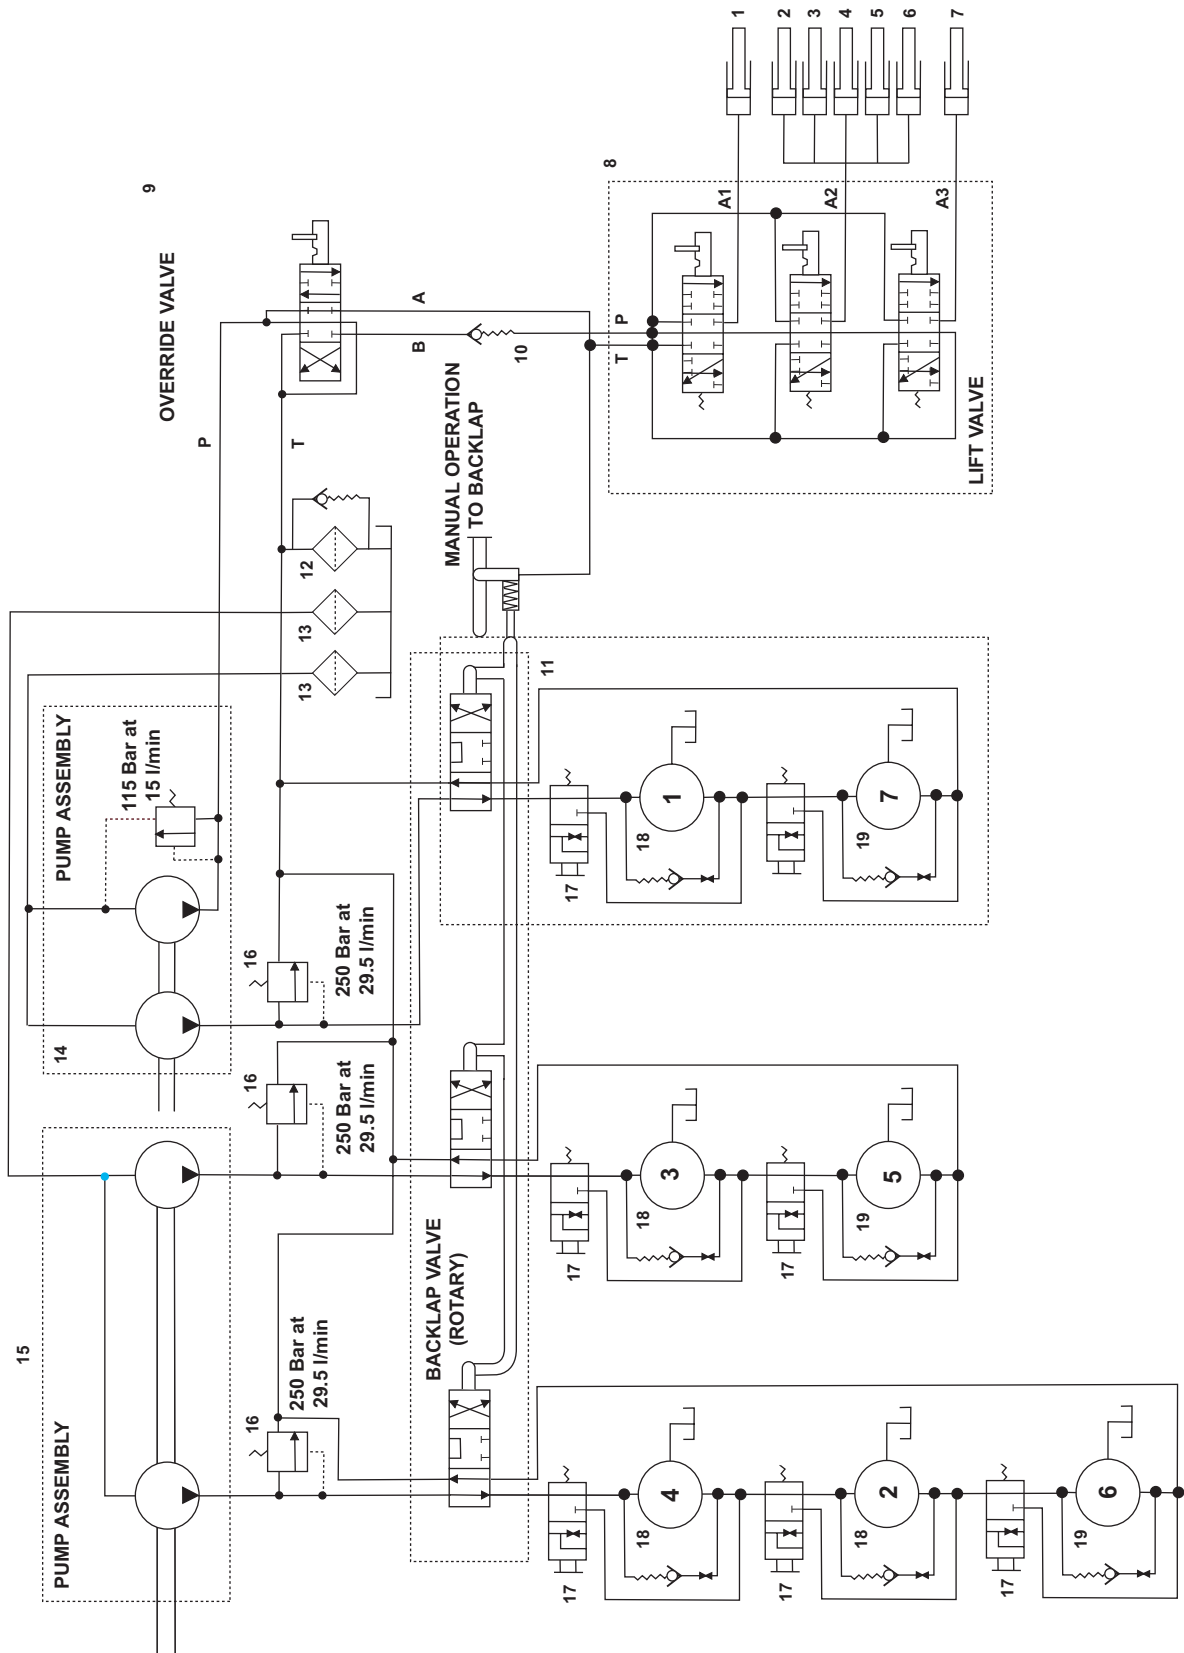 15
PUMP ASSEMBLY
14
PUMP ASSEMBLY
115 Bar at
15 l/min
9
OVERRIDE VALVE
P
T
16
250 Bar at
29.5 l/min
16
250 Bar at
29.5 l/min
16
250 Bar at
29.5 l/min
13
13
12
A
B
10
MANUAL OPERATION
TO BACKLAP
BACKLAP VALVE
(ROTARY)
11
17
18
4
17
18
3
17
18
1
T
P
8
A1
1
17
18
2
17
19
5
17
19
7
A2
2
3
4
5
6
LIFT VALVE
A3
7
17
19
6